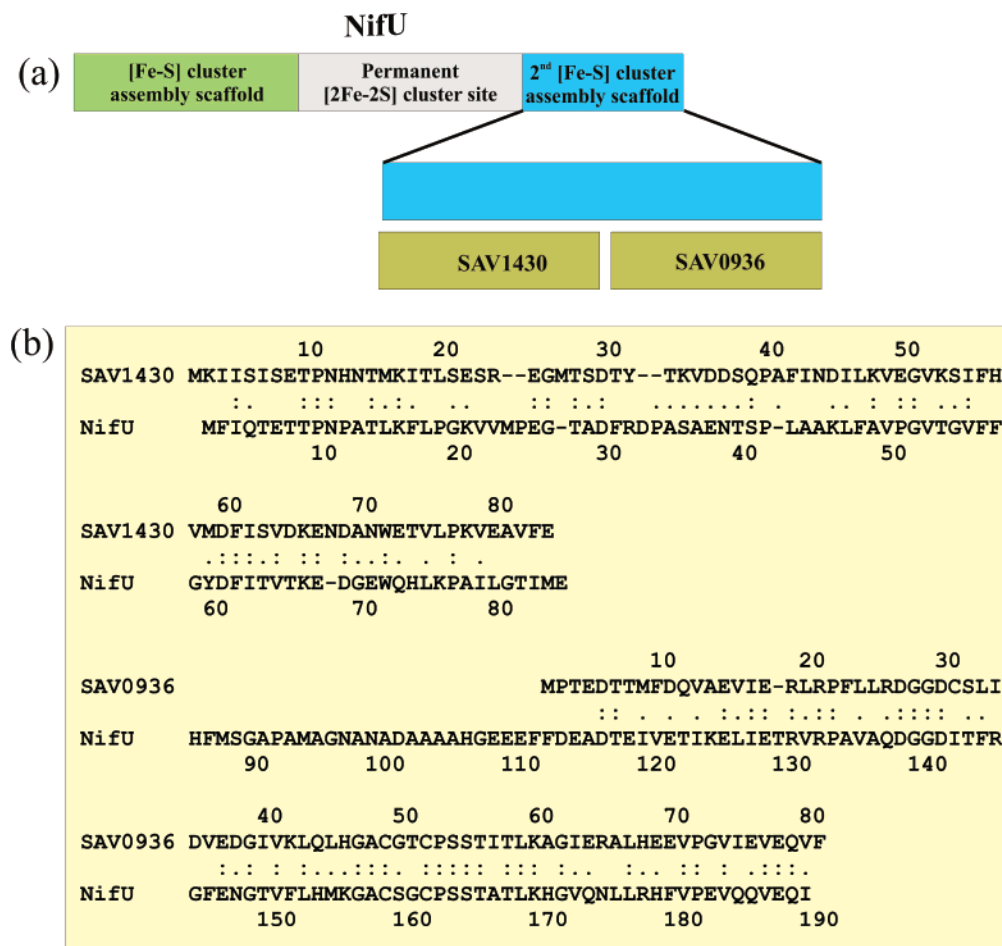 NifU
(a)
[Fe-S] cluster assembly scaffold
Permanent [2Fe-2S] cluster site
2nd [Fe-S] cluster assembly scaffold
SAV1430
SAV0936
(b)
10 20 30 40 50
SAV1430 MKIISISETPNHNTMKITLSESR--EGMTSDTY--TKVDDSQPAFINDILKVEGVKSIFH
:. ::: :. : :. :: :. ::::: . .. : :. :.
NifU MFIQTETTPNPATLKFLPGKVVMPEG-TADFRDPASAENTSP-LAAKLFAVPGVTGVFF
10 20 30 40 50
60 70 80
SAV1430 VMDFISVDKENDANWETVLPKVEAVFE
.:::.: :: :..:. . : .
NifU GYDFITVTKE-DGEWQHLKPAILGTIME
60 70 80
10 20 30
SAV0936 MPTEDTTMFDQVAEVIE-RLRPFLLRDGGDCSLI
:: . . :.:: :.:: . .:::: ..
NifU HFMSGAPAMAGNANADAAAAHGEEEFFDEADTEIVETIKELIETRVRPAVAQDGGDITFR
90 100 110 120 130 140
40 50 60 70 80
SAV0936 DVEDGIVKLQLHGACGTCPSSTITLKAGIERALHEEVPGVIEVEQVF
.:.: : :...::::.::::: ::: :.. : .:: : .:::.
NifU GFENGTVFLHMKGACSGCPSSTATLKHGVQNLLRHFVPEVQQVEQI
150 160 170 180 190